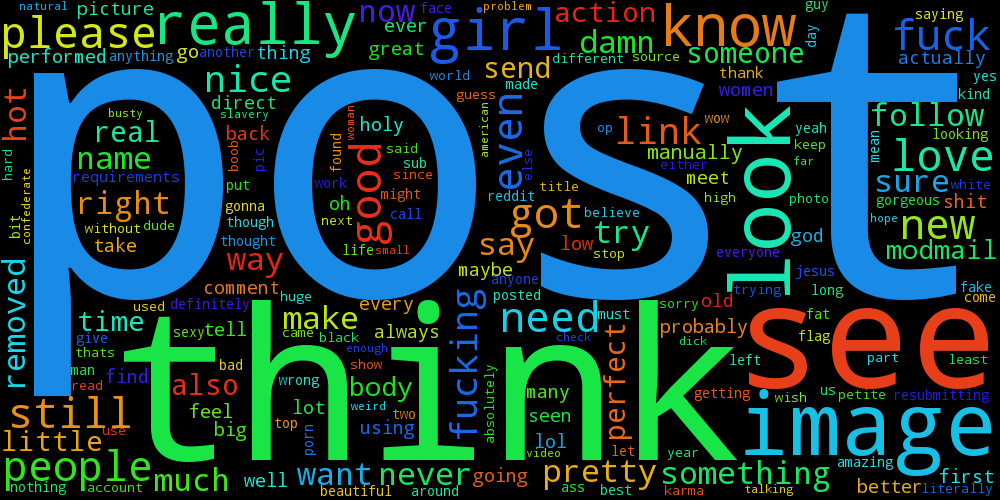 natural
picture
really
now
face
problem
action
know
guy
saying
please
ever
girl
damn
someone
day
fuck
performed
anything
go
another
thing
great
send
different
source
actually
post
nice
world
made
thank
women
yes
kind
hot
direct
guess
follow
busty
slavery
woman
holy
american
even
op
link
wow
look
yeah
looking
real
back
found
said
manually
keep
mean
love
name
boob
pic
good
sub
else
either
far
hard
requirements
put
work
since
reddit
title
meet
sure
white
right
gonna
oh
might
got
believe
high
photo
gorgeous
shit
confederate
bit
without
dude
though
next
call
try
god
hope
new
take
thought
life
small
say
low
stop
everyone
modmail
removed
way
maybe
anyone
jesus
comment
huge
posted
trying
long
fake
come
used
definitely
every
fucking
need
must
sorry
old
see
fat
time
sexy
tell
make
always
probably
flag
give
thats
came
black
check
dick
think
enough
perfect
left
part
least
man
read
find
also
bad
wrong
show
body
absolutely
many
getting
wish
us
petite
resubmitting
still
feel
lot
weird
two
seen
image
use
big
top
porn
using
lol
let
year
little
video
people
much
well
want
never
going
pretty
something
amazing
first
nothing
account
beautiful
around
ass
best
karma
talking
better
literally